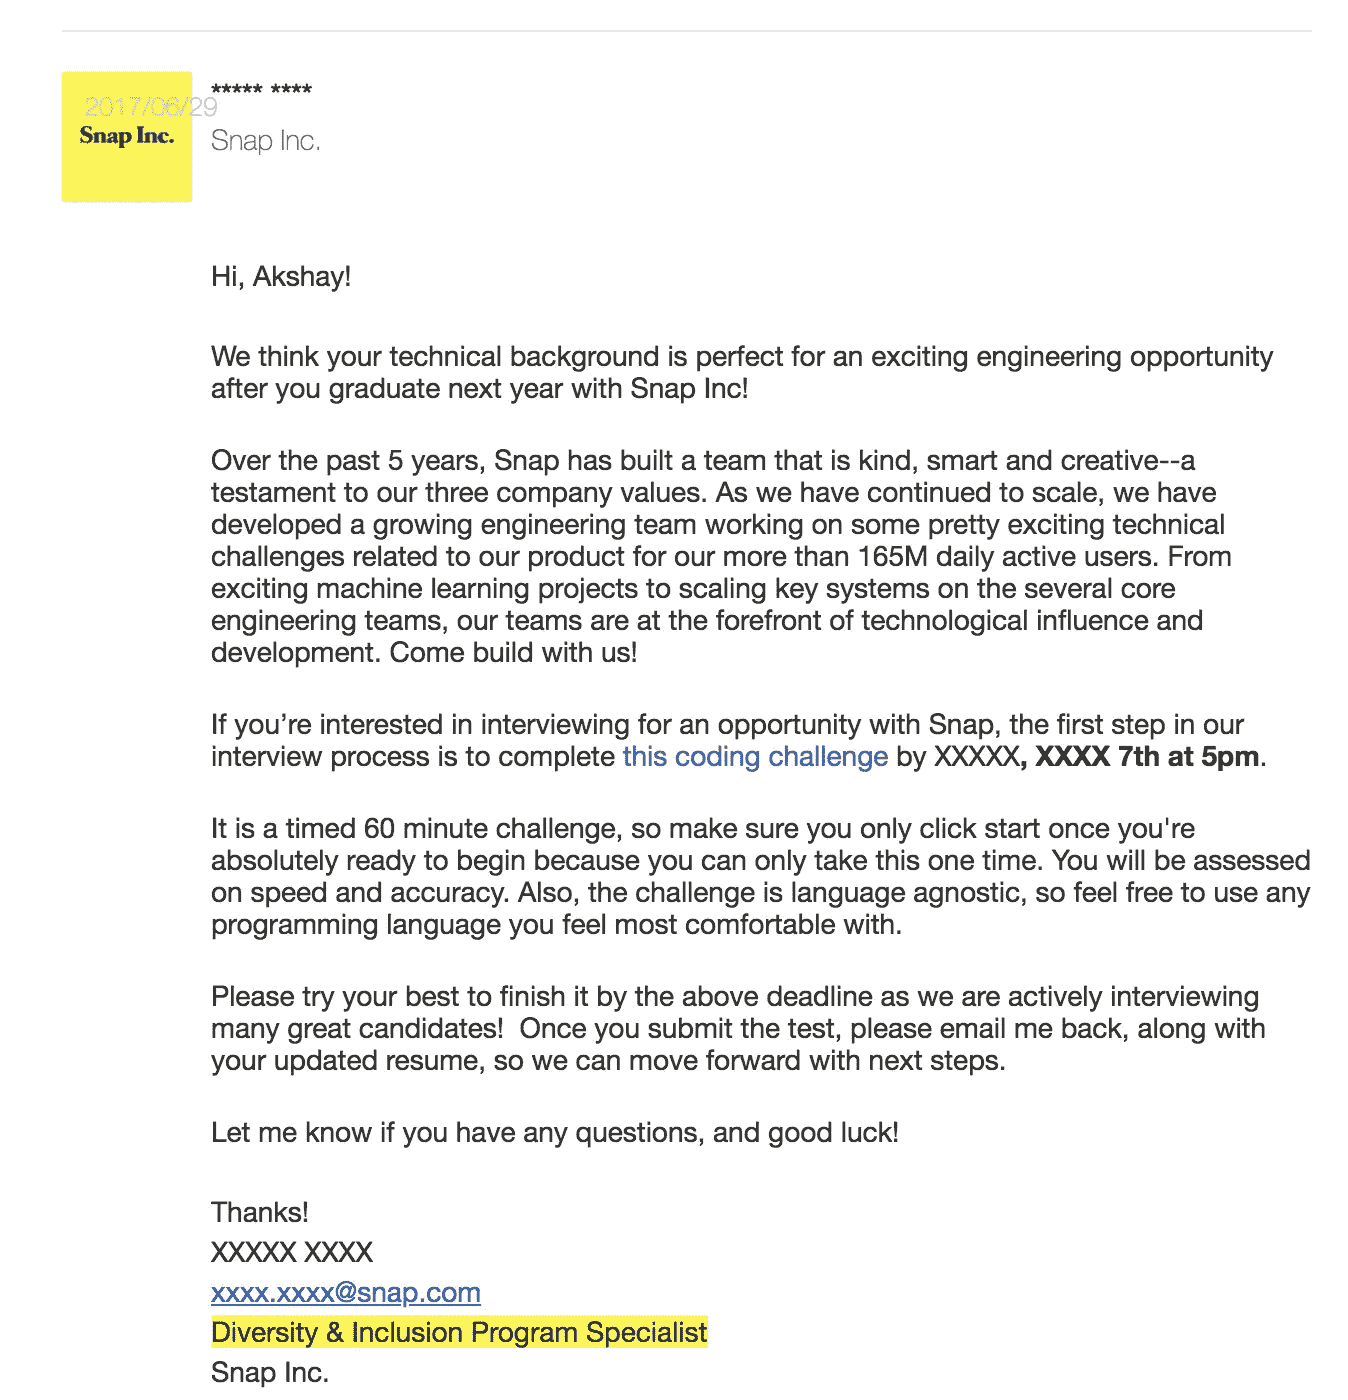 ***** ****
2017/06/29
Snap Inc.
Snap Inc.
Hi, Akshay!
We think your technical background is perfect for an exciting engineering opportunity
after you graduate next year with Snap Inc!
Over the past 5 years, Snap has built a team that is kind, smart and creative--a
testament to our three company values. As we have continued to scale, we have
developed a growing engineering team working on some pretty exciting technical
challenges related to our product for our more than 165M daily active users. From
exciting machine learning projects to scaling key systems on the several core
engineering teams, our teams are at the forefront of technological influence and
development. Come build with us!
If you’re interested in interviewing for an opportunity with Snap, the first step in our
interview process is to complete this coding challenge by XXXXX, XXXX 7th at 5pm.
It is a timed 60 minute challenge, so make sure you only click start once you're
absolutely ready to begin because you can only take this one time. You will be assessed
on speed and accuracy. Also, the challenge is language agnostic, so feel free to use any
programming language you feel most comfortable with.
Please try your best to finish it by the above deadline as we are actively interviewing
many great candidates!  Once you submit the test, please email me back, along with
your updated resume, so we can move forward with next steps.
Let me know if you have any questions, and good luck!
Thanks!
XXXXX XXXX
xxxx.xxxx@snap.com
Diversity & Inclusion Program Specialist
Snap Inc.